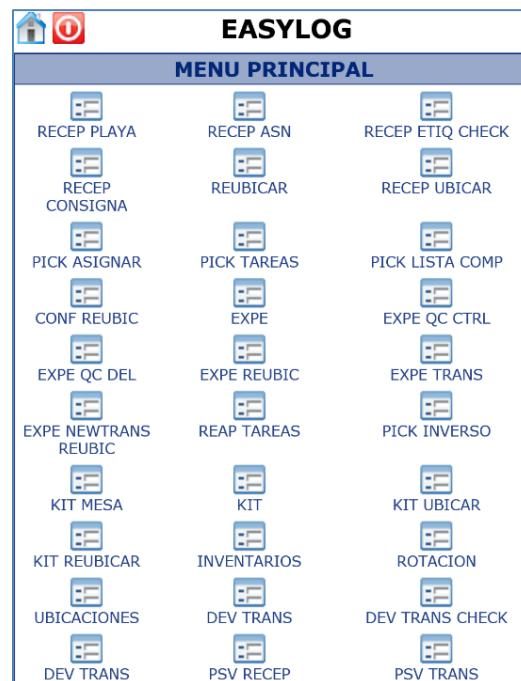 EASYLOG
MENU PRINCIPAL
RECEP PLAYA RECEP ASN RECEP ETIQ CHECK
RECEP CONSIGNA REUBICAR RECEP UBICAR
PICK ASIGNAR PICK TAREAS PICK LISTA COMP
CONF REUBIC EXPE EXPE QC CTRL
EXPE QC DEL EXPE REUBIC EXPE TRANS
EXPE NEWTRANS REUBIC REAP TAREAS PICK INVERSO
KIT MESA KIT KIT UBICAR
KIT REUBICAR INVENTARIOS ROTACION
UBICACIONES DEV TRANS DEV TRANS CHECK
DEV TRANS PSV RECEP PSV TRANS